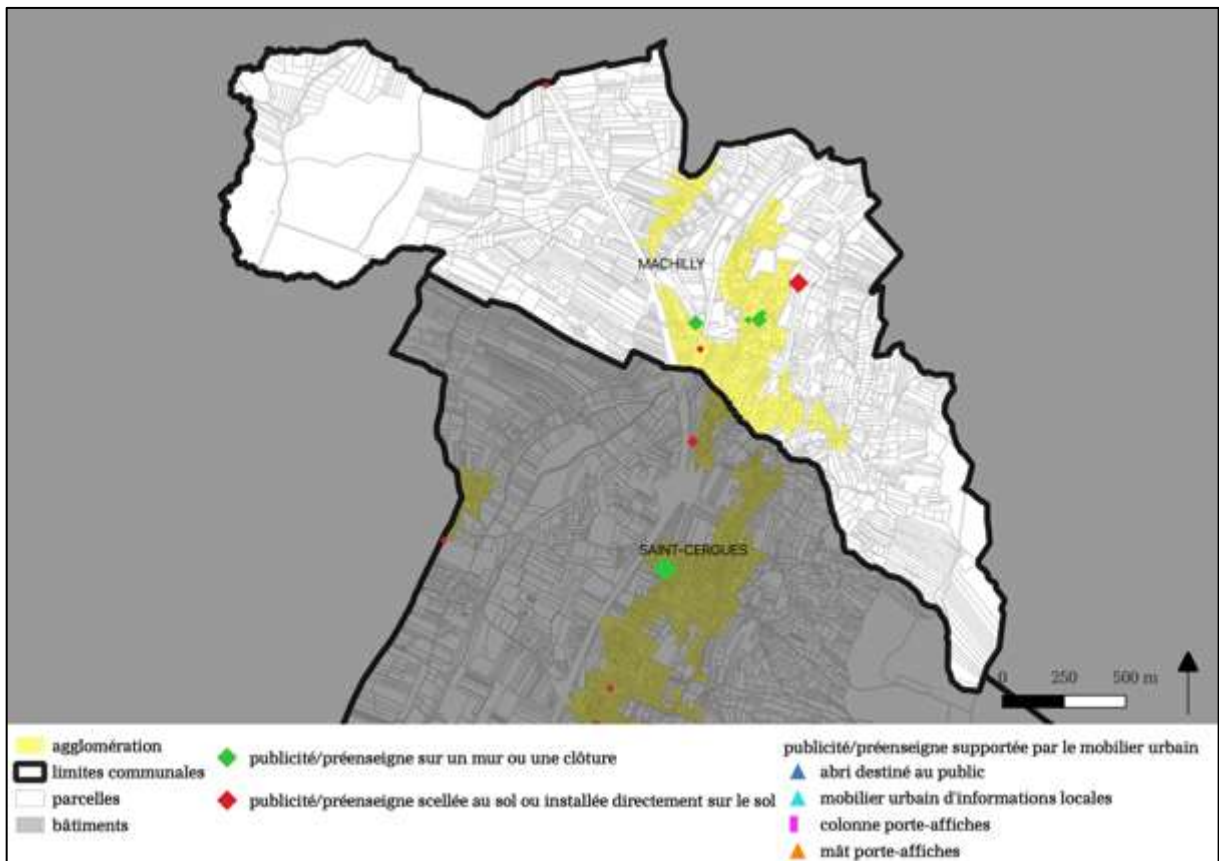 MACHILLY
SAINT-CERGUES
0 250 500 m
agglomération
limites communales
parcelles
bâtiments
publicité/préenseigne sur un mur ou une clôture
publicité/préenseigne scellée au sol ou installée directement sur le sol
publicité/préenseigne supportée par le mobilier urbain
abri destiné au public
mobilier urbain d'informations locales
colonne porte-affiches
mât porte-affiches